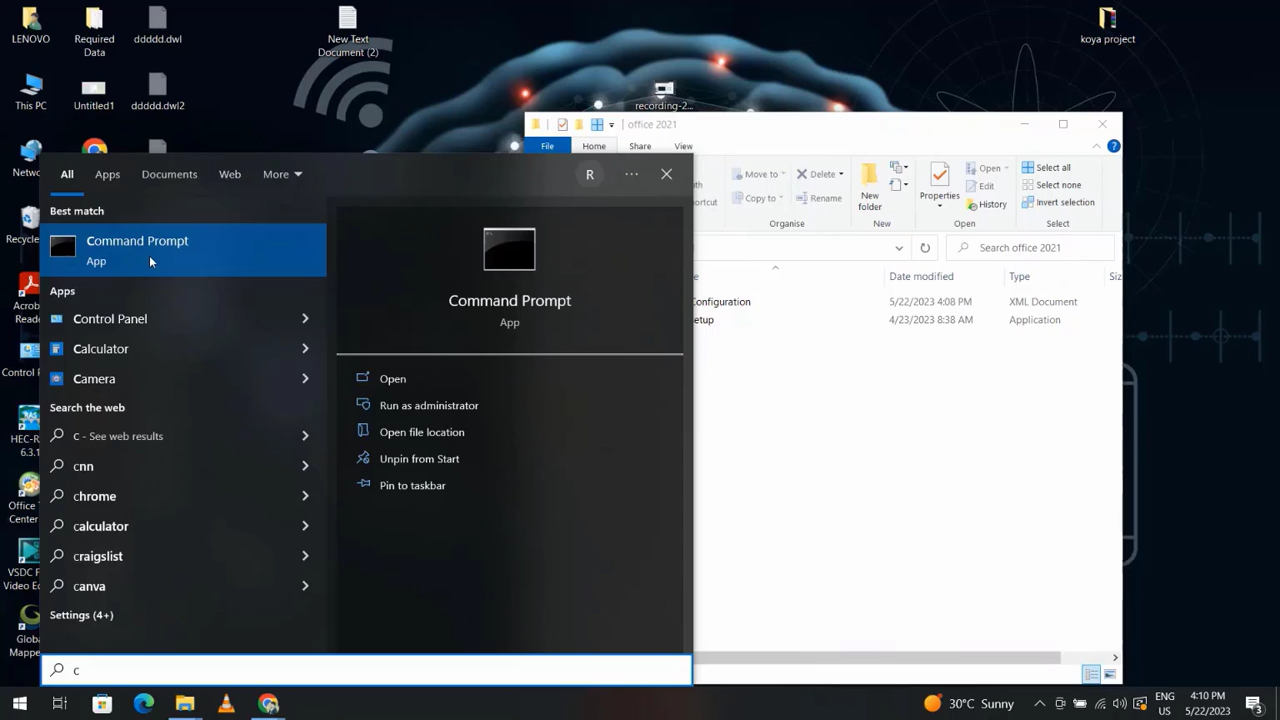 LENOVO
Required
Data
ddddd.dwl
New Text
Document (2)
koya project
This PC
Untitled1
ddddd.dwl2
recording-2...
office 2021
File
Home
Share
View
Move to
Copy to
Delete
Rename
New
folder
Properties
Open
Edit
History
Select all
Select none
Invert selection
Organise
New
Open
Select
Search office 2021
Date modified
Type
Siz
Configuration
5/22/2023 4:08 PM
XML Document
etup
4/23/2023 8:38 AM
Application
Netw
Recycle
Acrob
Reade
Control P
HEC-R
6.3.1
Office T
Center
VSDC F
Video Ed
Globa
Mappe
All
Apps
Documents
Web
More
R
Best match
Command Prompt
App
Apps
Control Panel
Calculator
Camera
Search the web
c - See web results
cnn
chrome
calculator
craigslist
canva
Settings (4+)
Command Prompt
App
Open
Run as administrator
Open file location
Unpin from Start
Pin to taskbar
c
30°C Sunny
ENG
US
4:10 PM
5/22/2023
3